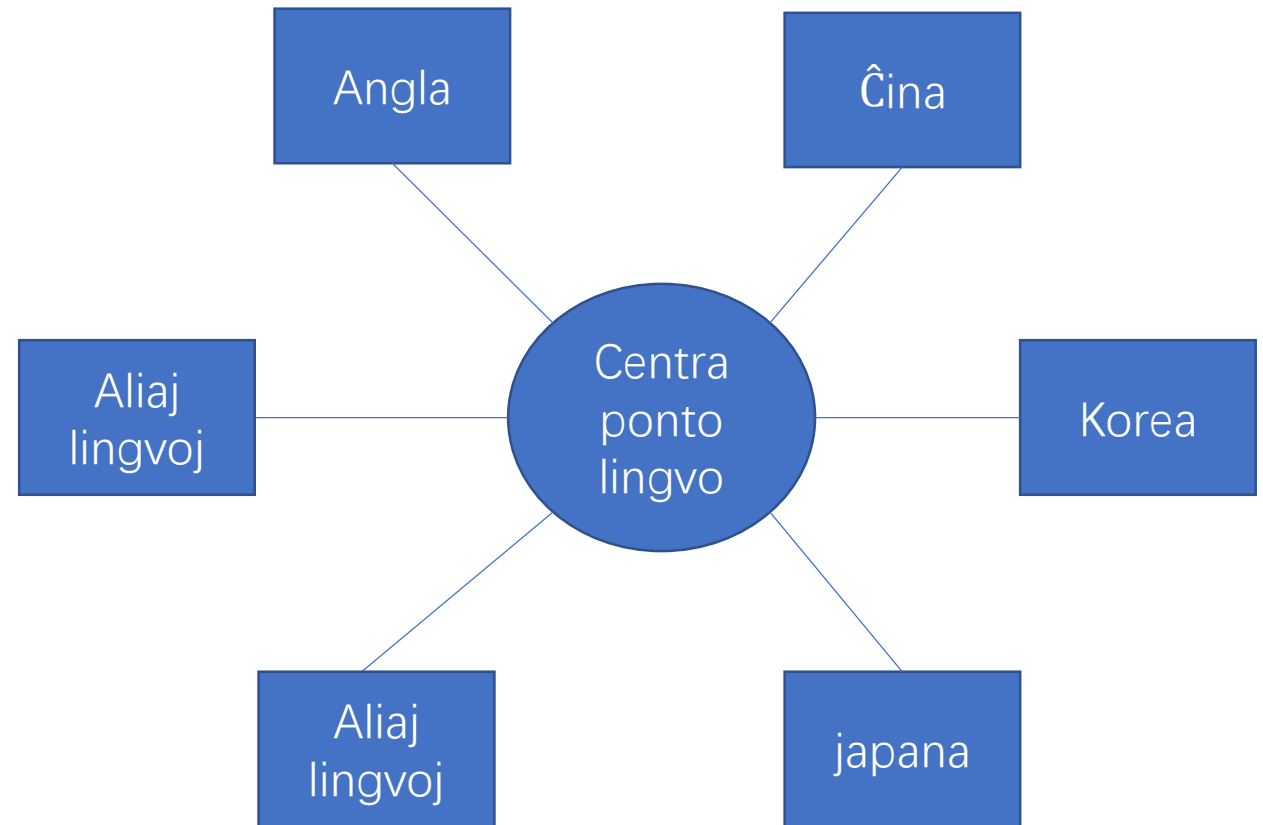 Angla
Ĉina
Aliaj
lingvoj
Centra
ponto
lingvo
Korea
Aliaj
lingvoj
japana